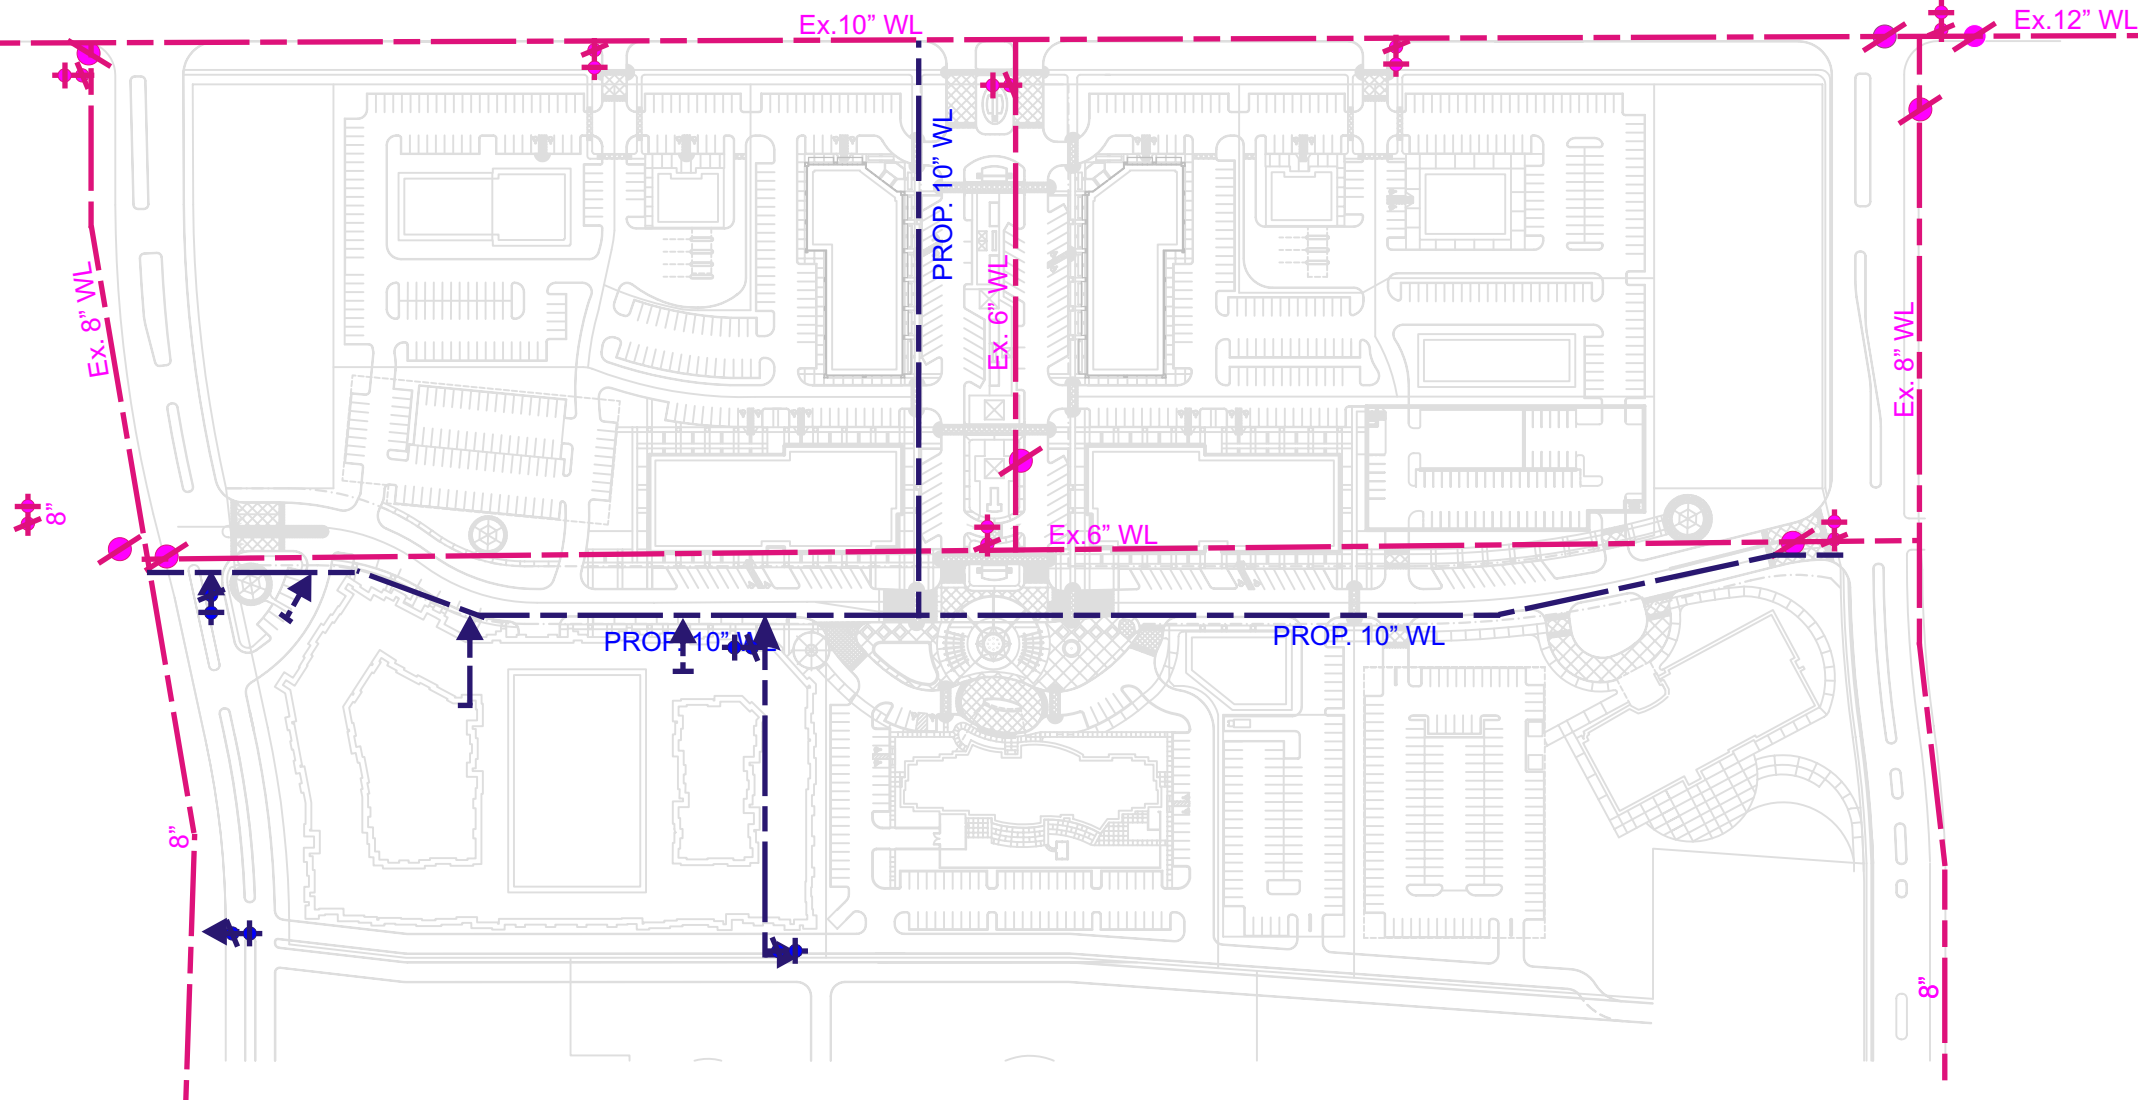 Ex.10” WL
Ex.12” WL
PROP. 10” WL
Ex. 6” WL
Ex. 8” WL
Ex. 8” WL
8”
Ex.6” WL
PROP. 10” WL
PROP. 10” WL
8”
8”